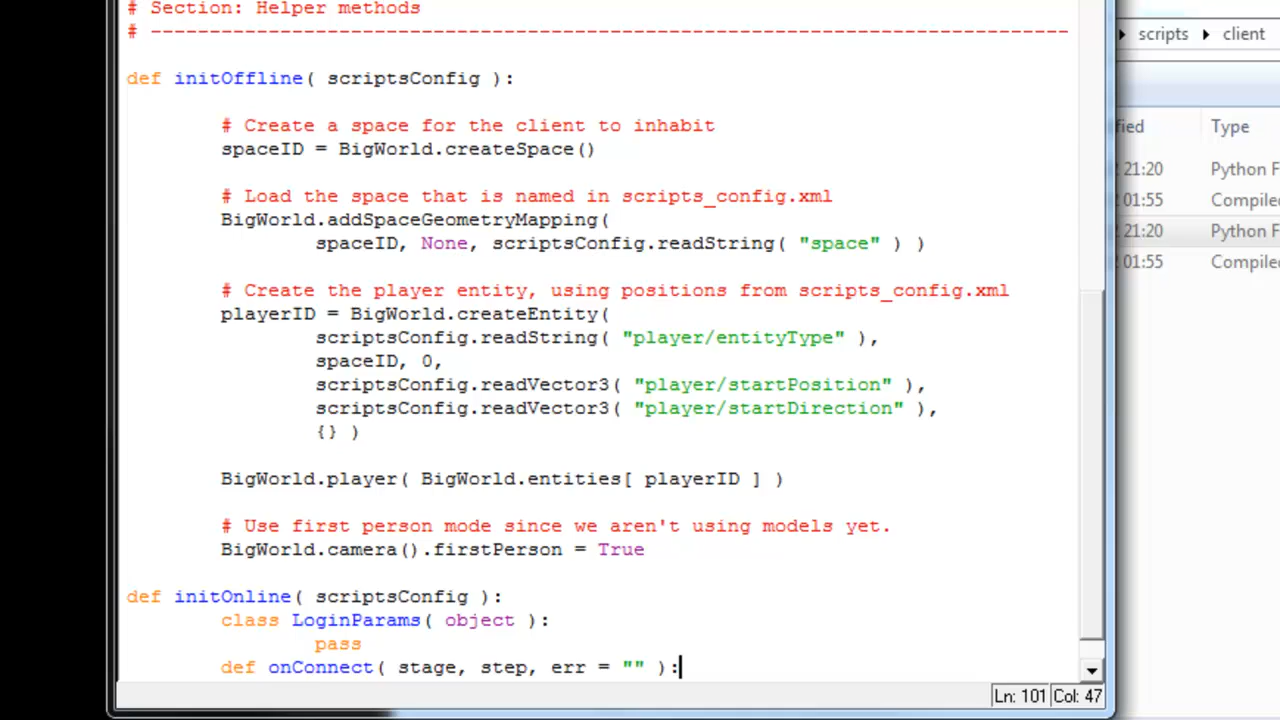 # Section: Helper methods
# ------------------------------------------------------------------------------
def initOffline( scriptsConfig ):
# Create a space for the client to inhabit
spaceID = BigWorld.createSpace()
# Load the space that is named in scripts_config.xml
BigWorld.addSpaceGeometryMapping(
spaceID, None, scriptsConfig.readString( "space" ) )
# Create the player entity, using positions from scripts_config.xml
playerID = BigWorld.createEntity(
scriptsConfig.readString( "player/entityType" ),
spaceID, 0,
scriptsConfig.readVector3( "player/startPosition" ),
scriptsConfig.readVector3( "player/startDirection" ),
{} )
BigWorld.player( BigWorld.entities[ playerID ] )
# Use first person mode since we aren't using models yet.
BigWorld.camera().firstPerson = True
def initOnline( scriptsConfig ):
class LoginParams( object ):
pass
def onConnect( stage, step, err = "" ):
Ln: 101 Col: 47
scripts client
Type
21:20 Python F
01:55 Compile
21:20 Python F
01:55 Compile